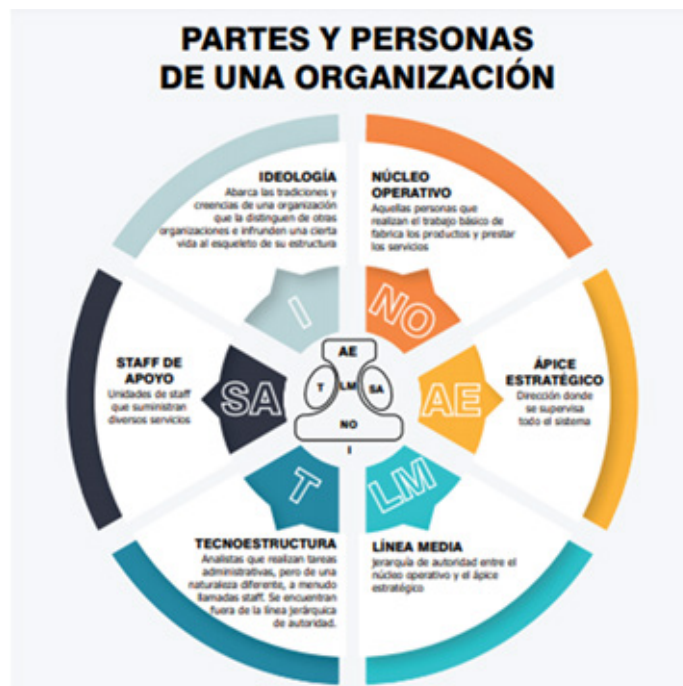 PARTES Y PERSONAS
DE UNA ORGANIZACIÓN
IDEOLOGÍA
Abarca las tradiciones y
creencias de una organización
que la distinguen de otras
organizaciones e infrunden una cierta
vida al esqueleto de su estructura
NÚCLEO
OPERATIVO
Aquellas personas que
realizan el trabajo básico de
fabrica los productos y prestar
los servicios
I
NO
STAFF DE
APOYO
Unidades de staff
que suministran
diversos servicios
SA
AE
T
LM
SA
NO
I
AE
ÁPICE
ESTRATÉGICO
Dirección donde
se supervisa
todo el sistema
T
LM
TECNOESTRUCTURA
Analistas que realizan tareas
administrativas, pero de una
naturaleza diferente, a menudo
llamadas staff. Se encuentran
fuera de la línea jerárquica
de autoridad.
LÍNEA MEDIA
Jerarquía de autoridad entre el
núcleo operativo y el ápice
estratégico